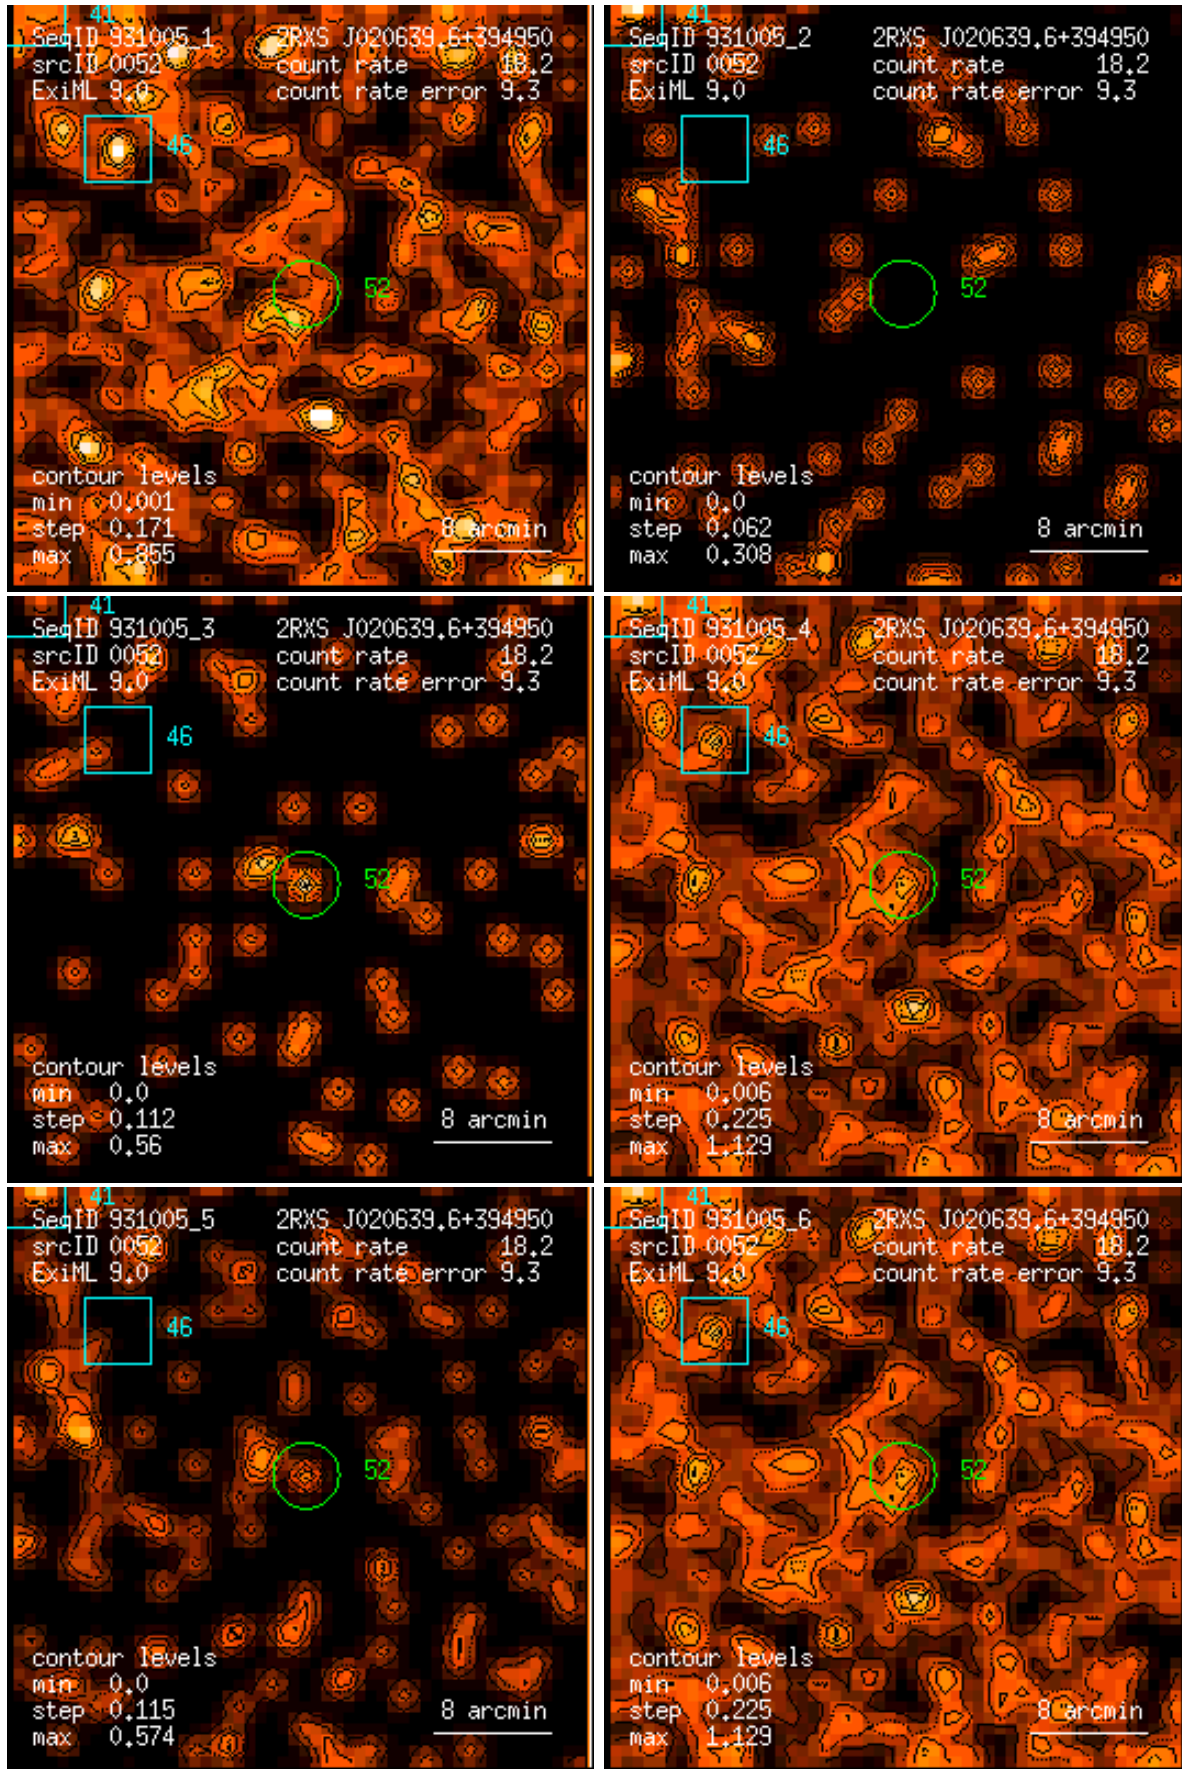 41
SeqID 931005_1 2RXS J020639.6+394950
srcID 0052 count rate 18.2
ExiML 9.0 count rate error 9.3
46
52
contour levels
min 0.001
step 0.171 8 arcmin
max 0.855
41
SeqID 931005_2 2RXS J020639.6+394950
srcID 0052 count rate 18.2
ExiML 9.0 count rate error 9.3
46
52
contour levels
min 0.0
step 0.062 8 arcmin
max 0.308
41
SeqID 931005_3 2RXS J020639.6+394950
srcID 0052 count rate 18.2
ExiML 9.0 count rate error 9.3
46
52
contour levels
min 0.0
step 0.112 8 arcmin
max 0.56
41
SeqID 931005_4 2RXS J020639.6+394950
srcID 0052 count rate 18.2
ExiML 9.0 count rate error 9.3
46
52
contour levels
min 0.006
step 0.225 8 arcmin
max 1.129
41
SeqID 931005_5 2RXS J020639.6+394950
srcID 0052 count rate 18.2
ExiML 9.0 count rate error 9.3
46
52
contour levels
min 0.0
step 0.115 8 arcmin
max 0.574
41
SeqID 931005_6 2RXS J020639.6+394950
srcID 0052 count rate 18.2
ExiML 9.0 count rate error 9.3
46
52
contour levels
min 0.006
step 0.225 8 arcmin
max 1.129